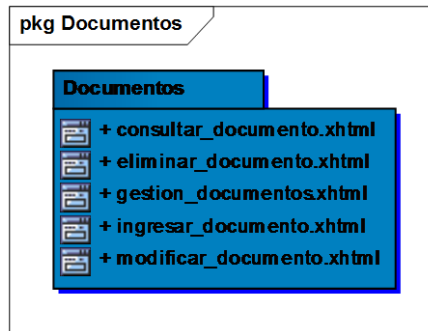 pkg Documentos
Documentos
+ consultar_documento.xhtml
+ eliminar_documento.xhtml
+ gestion_documentos.xhtml
+ ingresar_documento.xhtml
+ modificar_documento.xhtml